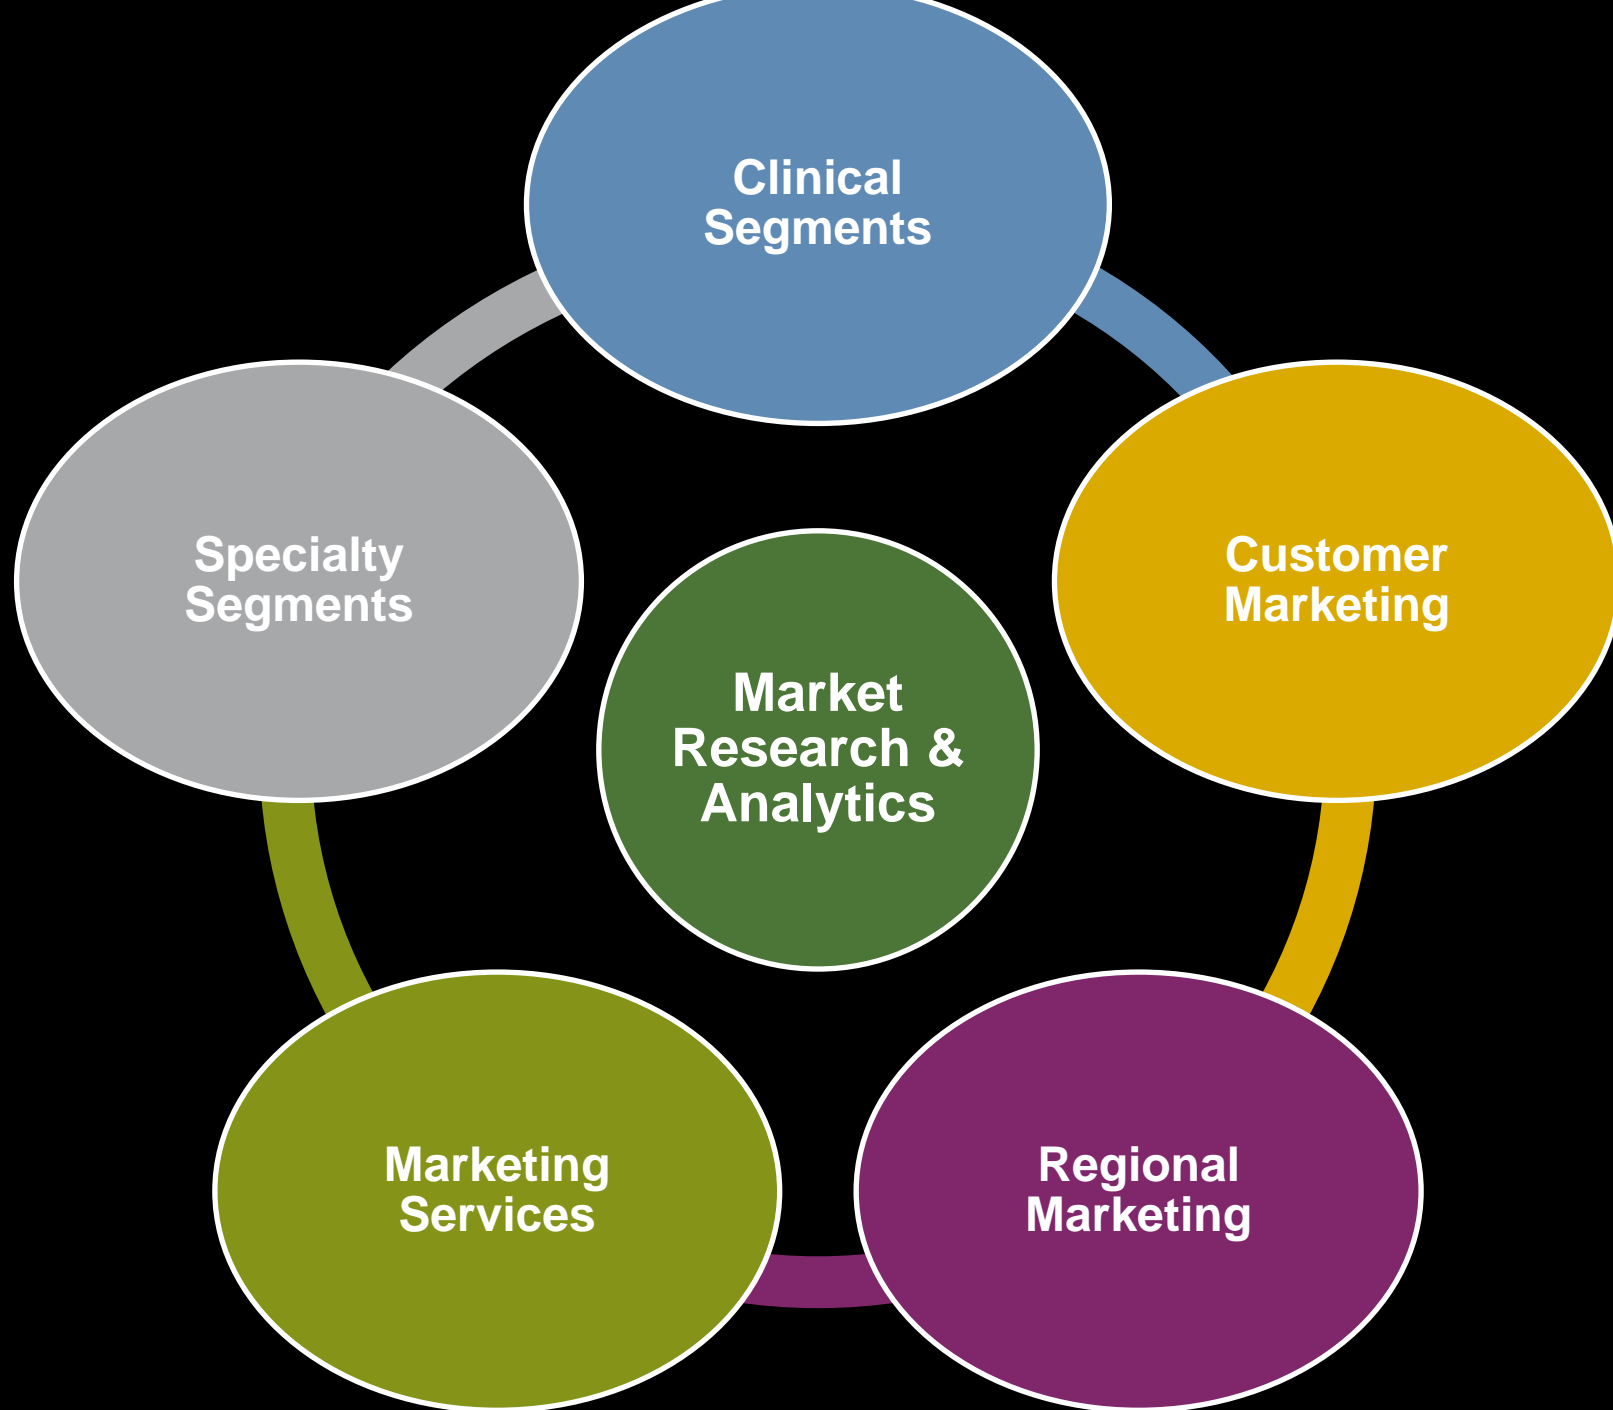 Clinical
Segments
Specialty
Segments
Customer
Marketing
Market
Research &
Analytics
Marketing
Services
Regional
Marketing